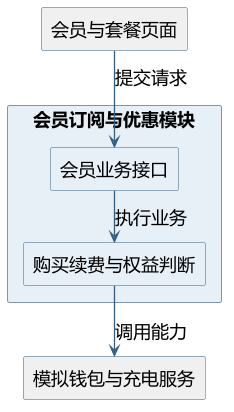 会员与套餐页面
提交请求
会员订阅与优惠模块
会员业务接口
执行业务
购买续费与权益判断
调用能力
模拟钱包与充电服务